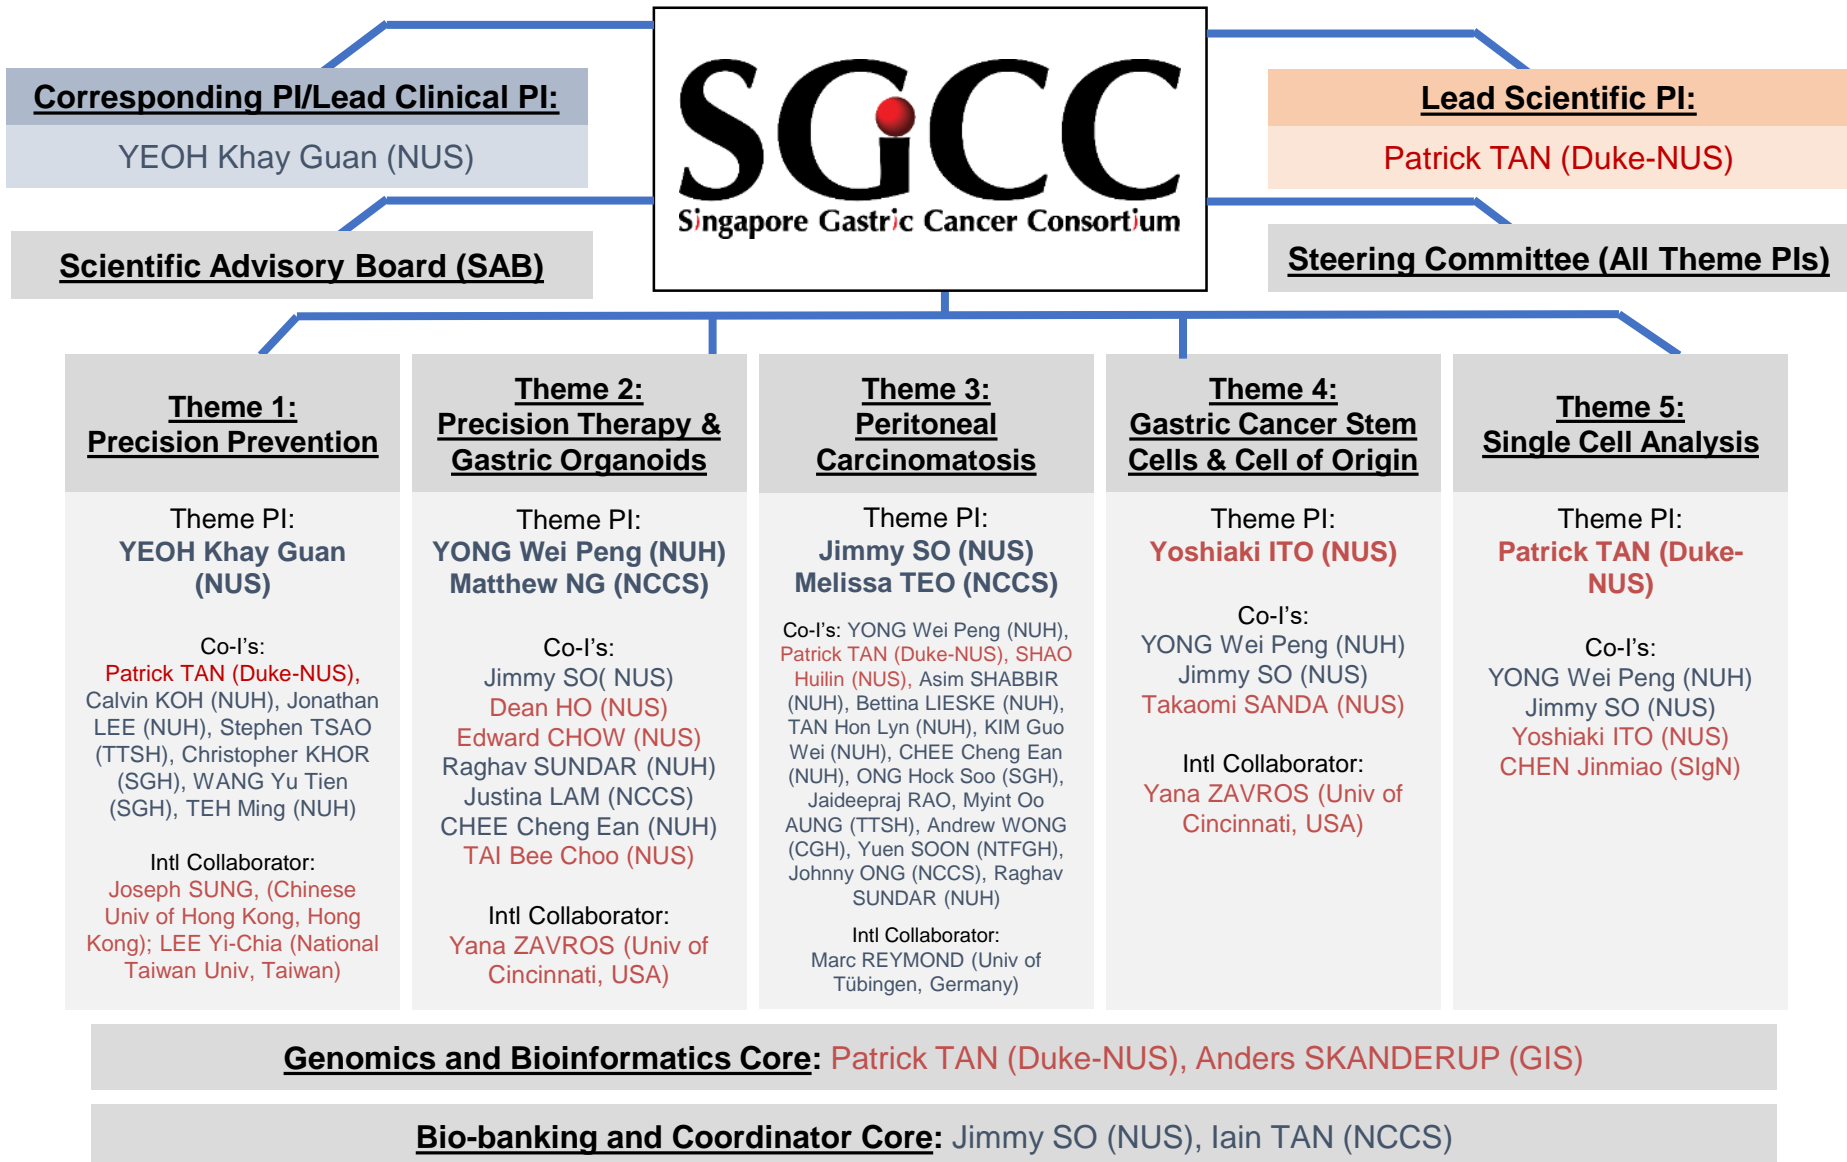 Corresponding PI/Lead Clinical PI:
YEOH Khay Guan (NUS)
Scientific Advisory Board (SAB)
SGCC
Singapore Gastric Cancer Consortium
Lead Scientific PI:
Patrick TAN (Duke-NUS)
Steering Committee (All Theme PIs)
Theme 1:
Precision Prevention
Theme PI:
YEOH Khay Guan
(NUS)
Co-I's:
Patrick TAN (Duke-NUS),
Calvin KOH (NUH), Jonathan
LEE (NUH), Stephen TSAO
(TTSH), Christopher KHOR
(SGH), WANG Yu Tien
(SGH), TEH Ming (NUH)
Intl Collaborator:
Joseph SUNG, (Chinese
Univ of Hong Kong, Hong
Kong); LEE Yi-Chia (National
Taiwan Univ, Taiwan)
Theme 2:
Precision Therapy &
Gastric Organoids
Theme PI:
YONG Wei Peng (NUH)
Matthew NG (NCCS)
Co-I's:
Jimmy SO( NUS)
Dean HO (NUS)
Edward CHOW (NUS)
Raghav SUNDAR (NUH)
Justina LAM (NCCS)
CHEE Cheng Ean (NUH)
TAI Bee Choo (NUS)
Intl Collaborator:
Yana ZAVROS (Univ of
Cincinnati, USA)
Theme 3:
Peritoneal
Carcinomatosis
Theme PI:
Jimmy SO (NUS)
Melissa TEO (NCCS)
Co-I's: YONG Wei Peng (NUH),
Patrick TAN (Duke-NUS), SHAO
Huilin (NUS), Asim SHABBIR
(NUH), Bettina LIESKE (NUH),
TAN Hon Lyn (NUH), KIM Guo
Wei (NUH), CHEE Cheng Ean
(NUH), ONG Hock Soo (SGH),
Jaideepraj RAO, Myint Oo
AUNG (TTSH), Andrew WONG
(CGH), Yuen SOON (NTFGH),
Johnny ONG (NCCS), Raghav
SUNDAR (NUH)
Intl Collaborator:
Marc REYMOND (Univ of
Tübingen, Germany)
Theme 4:
Gastric Cancer Stem
Cells & Cell of Origin
Theme PI:
Yoshiaki ITO (NUS)
Co-I's:
YONG Wei Peng (NUH)
Jimmy SO (NUS)
Takaomi SANDA (NUS)
Intl Collaborator:
Yana ZAVROS (Univ of
Cincinnati, USA)
Theme 5:
Single Cell Analysis
Theme PI:
Patrick TAN (Duke-
NUS)
Co-I's:
YONG Wei Peng (NUH)
Jimmy SO (NUS)
Yoshiaki ITO (NUS)
CHEN Jinmiao (SIgN)
Genomics and Bioinformatics Core: Patrick TAN (Duke-NUS), Anders SKANDERUP (GIS)
Bio-banking and Coordinator Core: Jimmy SO (NUS), Iain TAN (NCCS)